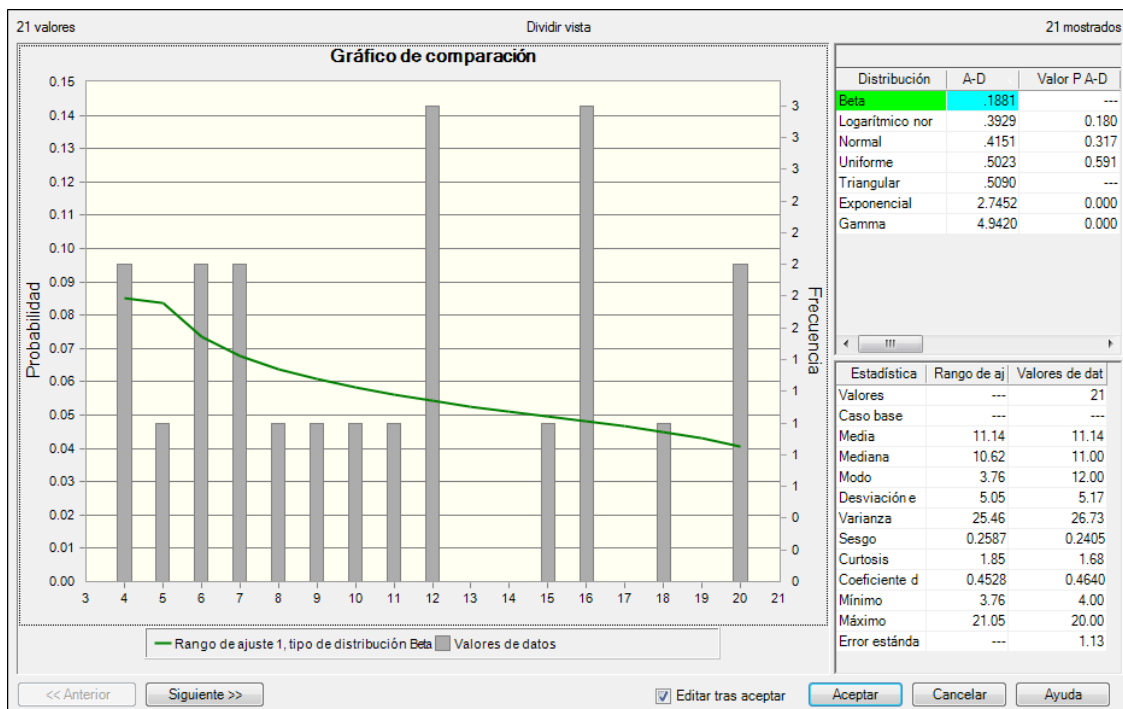 21 valores Dividir vista 21 mostrados
Gráfico de comparación
0.15
0.14
0.13
0.12
0.11
0.10
0.09
0.08
0.07
0.06
0.05
0.04
0.03
0.02
0.01
0.00
Probabilidad
3 4 5 6 7 8 9 10 11 12 13 14 15 16 17 18 19 20 21
3
3
3
2
2
2
2
2
1
1
1
1
1
0
0
0
Frecuencia
Rango de ajuste 1, tipo de distribución Beta Valores de datos
Distribución A-D Valor P A-D
Beta .1881 ---
Logarítmico nor .3929 0.180
Normal .4151 0.317
Uniforme .5023 0.591
Triangular .5090 ---
Exponencial 2.7452 0.000
Gamma 4.9420 0.000
Estadística Rango de aj Valores de dat
Valores --- 21
Caso base --- ---
Media 11.14 11.14
Mediana 10.62 11.00
Modo 3.76 12.00
Desviación e 5.05 5.17
Varianza 25.46 26.73
Sesgo 0.2587 0.2405
Curtosis 1.85 1.68
Coeficiente d 0.4528 0.4640
Mínimo 3.76 4.00
Máximo 21.05 20.00
Error estánda --- 1.13
<< Anterior Siguiente >> Editar tras aceptar Aceptar Cancelar Ayuda